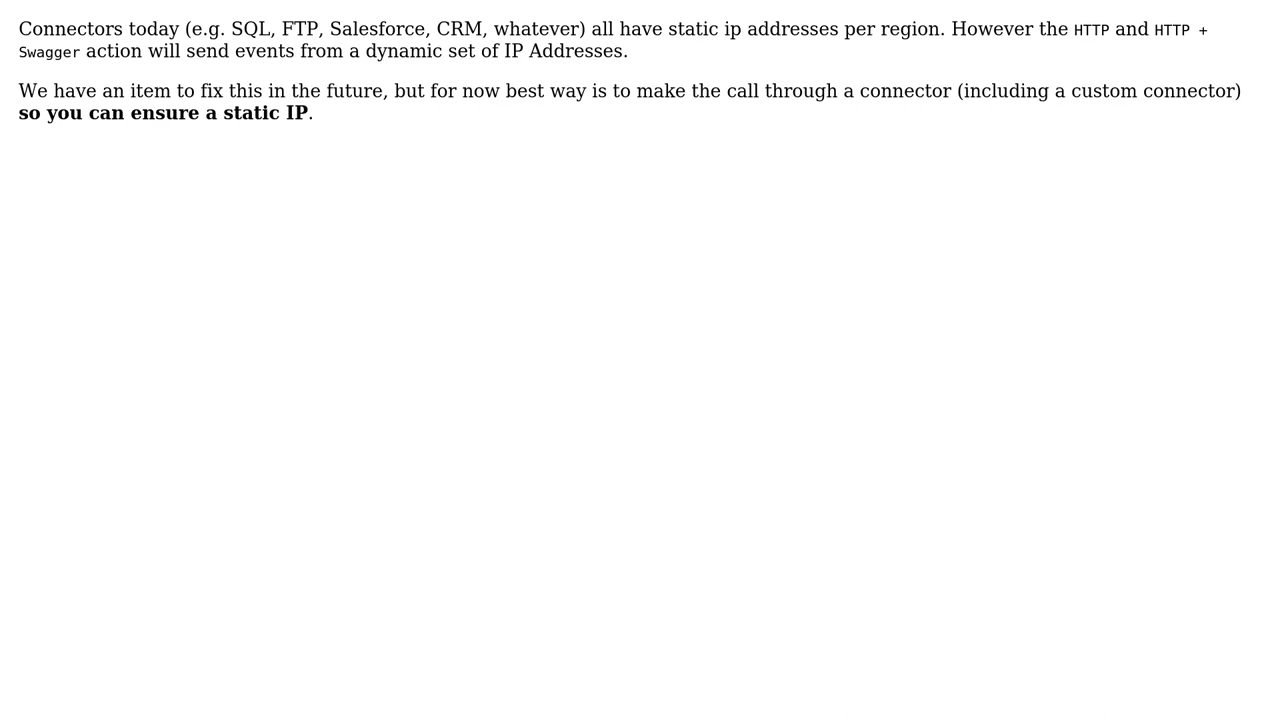 Connectors today (e.g. SQL, FTP, Salesforce, CRM, whatever) all have static ip addresses per region. However the HTTP and HTTP +
Swagger action will send events from a dynamic set of IP Addresses.
We have an item to fix this in the future, but for now best way is to make the call through a connector (including a custom connector)
so you can ensure a static IP.